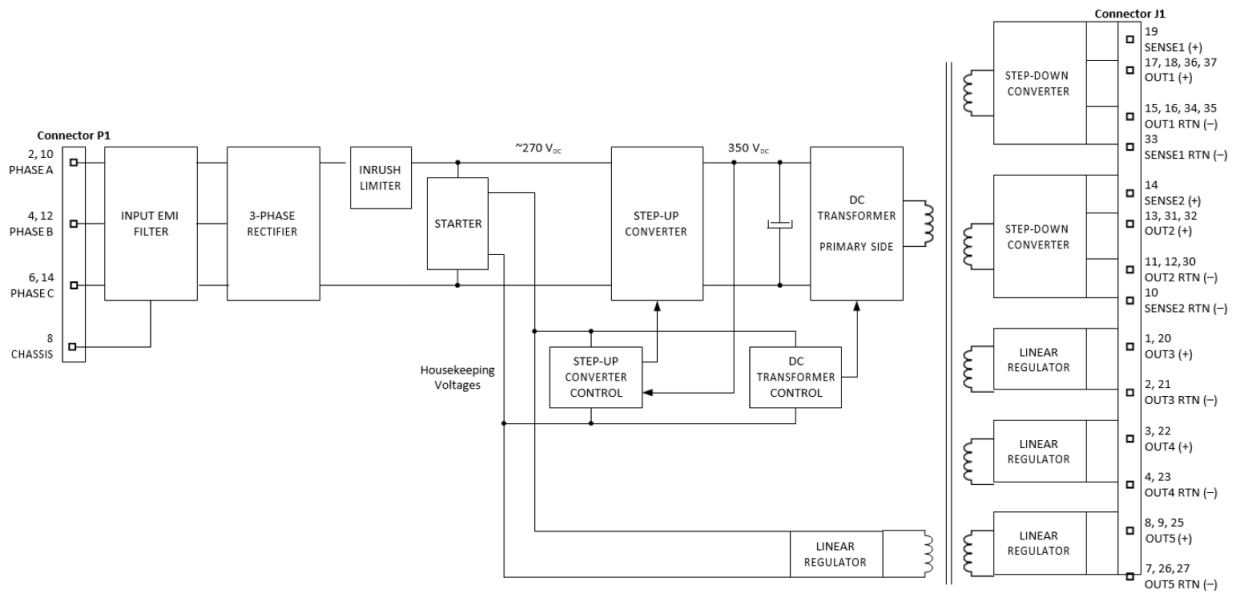 Connector J1
19
SENSE1 (+)
17, 18, 36, 37
OUT1 (+)
STEP-DOWN
CONVERTER
15, 16, 34, 35
OUT1 RTN (—)
33
SENSE1 RTN (—)
Connector P1
2, 10
PHASE A
4, 12
PHASE B
6, 14
PHASE C
8
CHASSIS
INPUT EMI
FILTER
3-PHASE
RECTIFIER
INRUSH
LIMITER
~270 VDC
STARTER
STEP-UP
CONVERTER
350 VDC
DC
TRANSFORMER
PRIMARY SIDE
14
SENSE2 (+)
13, 31, 32
OUT2 (+)
STEP-DOWN
CONVERTER
11, 12, 30
OUT2 RTN (—)
10
SENSE2 RTN (—)
Housekeeping
Voltages
STEP-UP
CONVERTER
CONTROL
DC
TRANSFORMER
CONTROL
LINEAR
REGULATOR
1, 20
OUT3 (+)
2, 21
OUT3 RTN (—)
LINEAR
REGULATOR
3, 22
OUT4 (+)
4, 23
OUT4 RTN (—)
LINEAR
REGULATOR
LINEAR
REGULATOR
8, 9, 25
OUT5 (+)
7, 26, 27
OUT5 RTN (—)